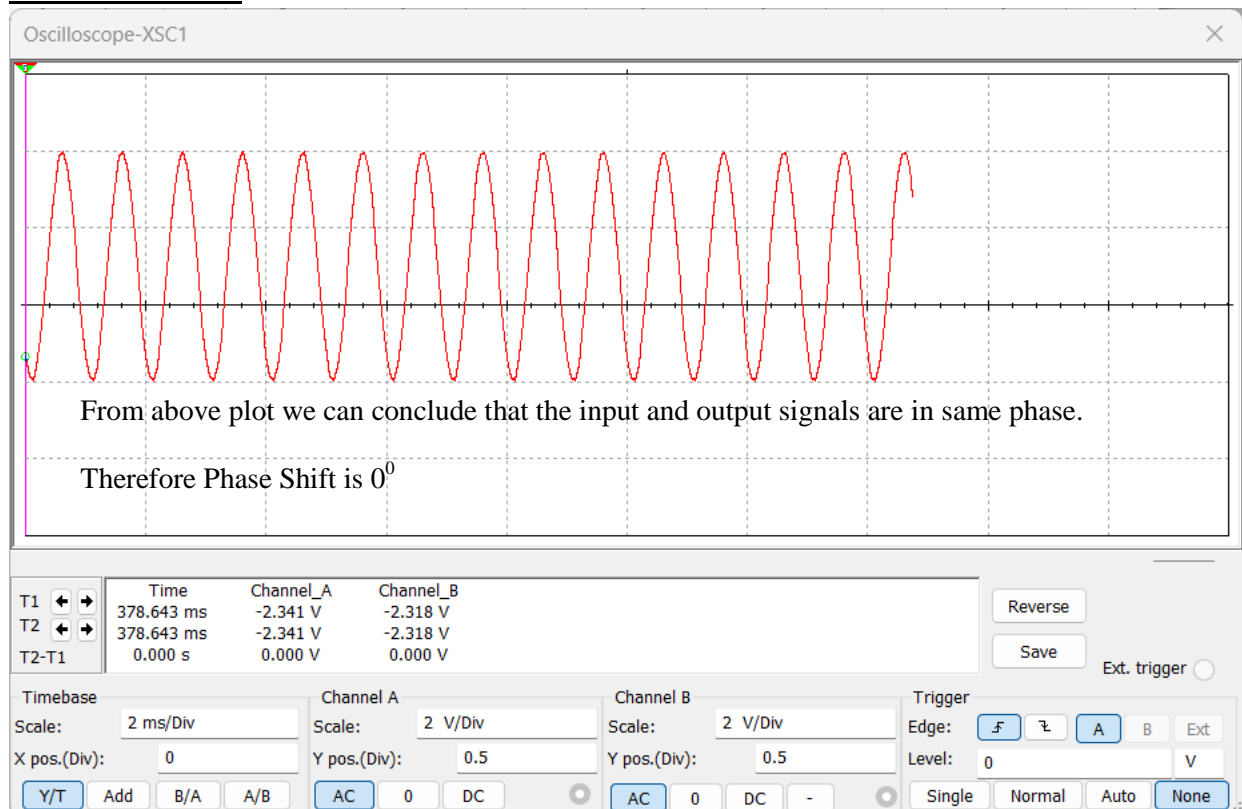 Oscilloscope-XSC1
From above plot we can conclude that the input and output signals are in same phase.
Therefore Phase Shift is 0⁰
Time Channel_A Channel_B
T1 378.643 ms -2.341 V -2.318 V
T2 378.643 ms -2.341 V -2.318 V
T2-T1 0.000 s 0.000 V 0.000 V
Reverse
Save
Ext. trigger
Timebase
Scale: 2 ms/Div
X pos.(Div): 0
Y/T Add B/A A/B
Channel A
Scale: 2 V/Div
Y pos.(Div): 0.5
AC 0 DC
Channel B
Scale: 2 V/Div
Y pos.(Div): 0.5
AC 0 DC -
Trigger
Edge: A B Ext
Level: 0 V
Single Normal Auto None